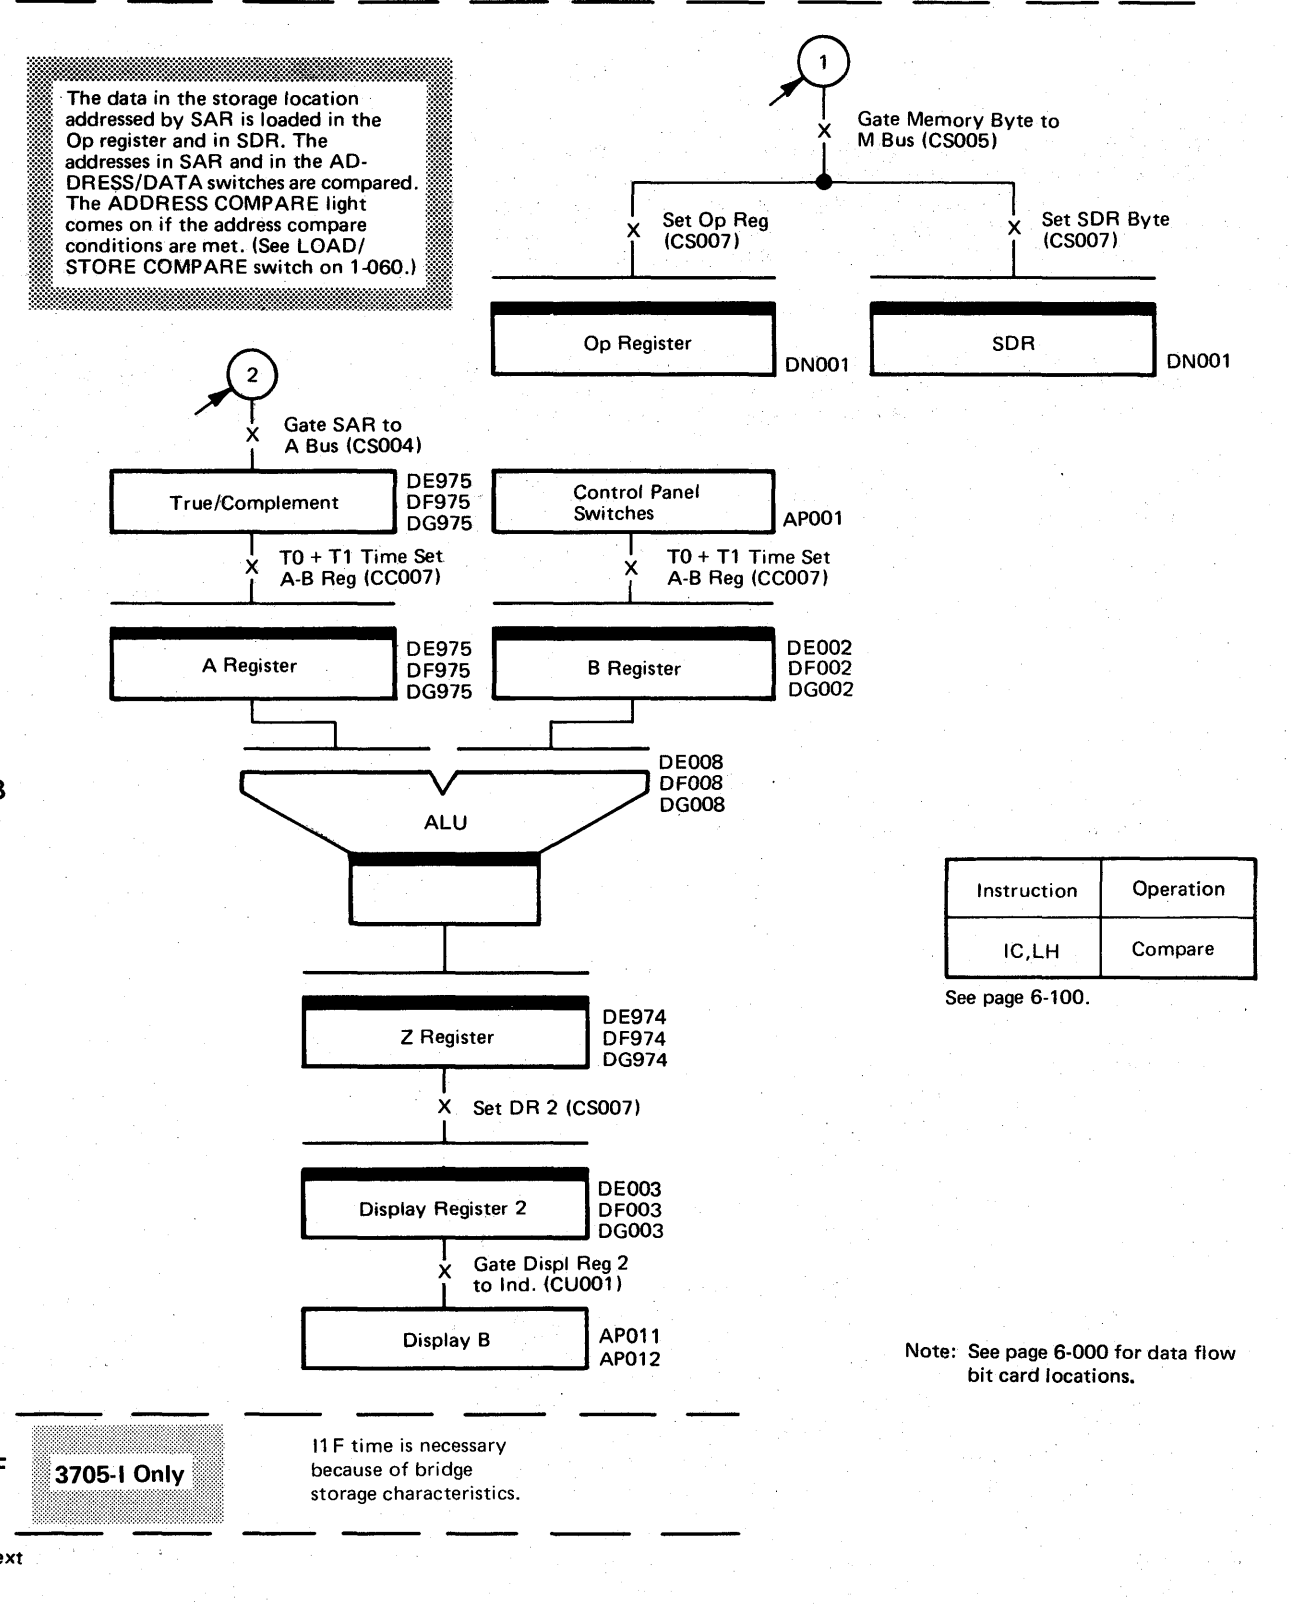 1
The data in the storage location
addressed by SAR is loaded in the
Op register and in SDR. The
addresses in SAR and in the AD-
DRESS/DATA switches are compared.
The ADDRESS COMPARE light
comes on if the address compare
conditions are met. (See LOAD/
STORE COMPARE switch on 1-060.)
X
Gate Memory Byte to
M Bus (CS005)
X
Set Op Reg
(CS007)
X
Set SDR Byte
(CS007)
Op Register
DN001
SDR
DN001
2
X
Gate SAR to
A Bus (CS004)
True/Complement
DE975
DF975
DG975
Control Panel
Switches
AP001
X
T0 + T1 Time Set
A-B Reg (CC007)
X
T0 + T1 Time Set
A-B Reg (CC007)
A Register
DE975
DF975
DG975
B Register
DE002
DF002
DG002
ALU
DE008
DF008
DG008
Instruction Operation
IC,LH Compare
See page 6-100.
Z Register
DE974
DF974
DG974
X
Set DR 2 (CS007)
Display Register 2
DE003
DF003
DG003
X
Gate Displ Reg 2
to Ind. (CU001)
Display B
AP011
AP012
Note: See page 6-000 for data flow
bit card locations.
3705-I Only
I1F time is necessary
because of bridge
storage characteristics.
ext